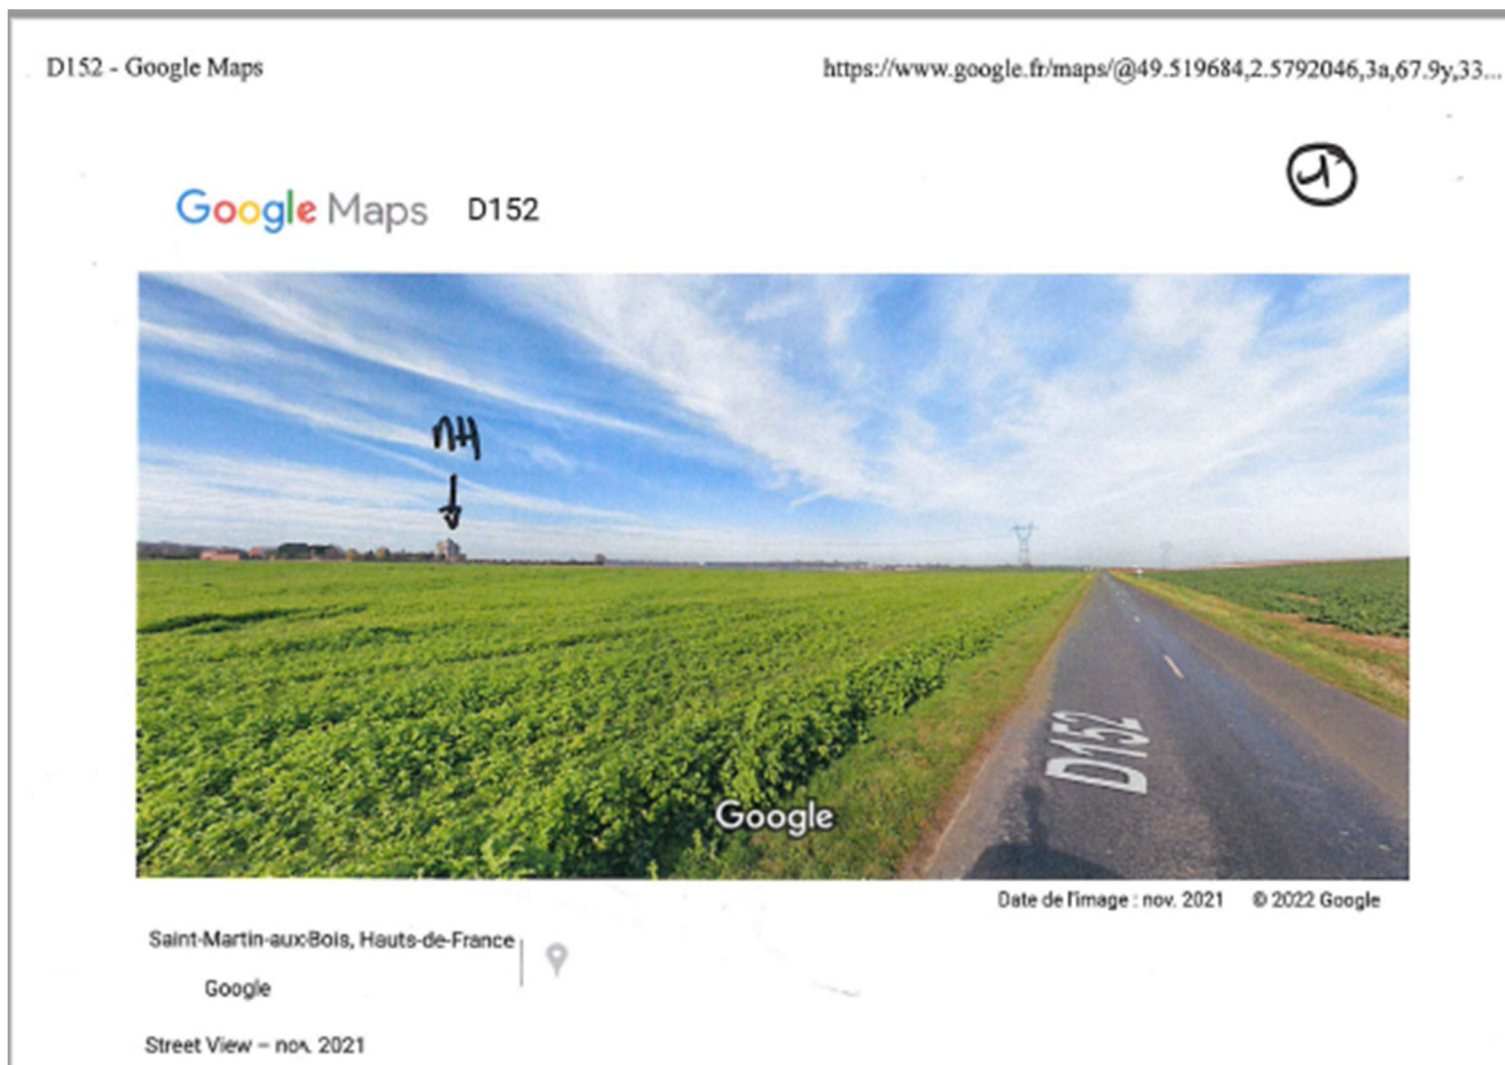 D152 - Google Maps
https://www.google.fr/maps/@49.519684,2.5792046,3a,67.9y,33...
1
Google Maps D152
MH
D152
Google
Date de l'image : nov. 2021 © 2022 Google
Saint-Martin-aux-Bois, Hauts-de-France
Google
Street View – nov. 2021